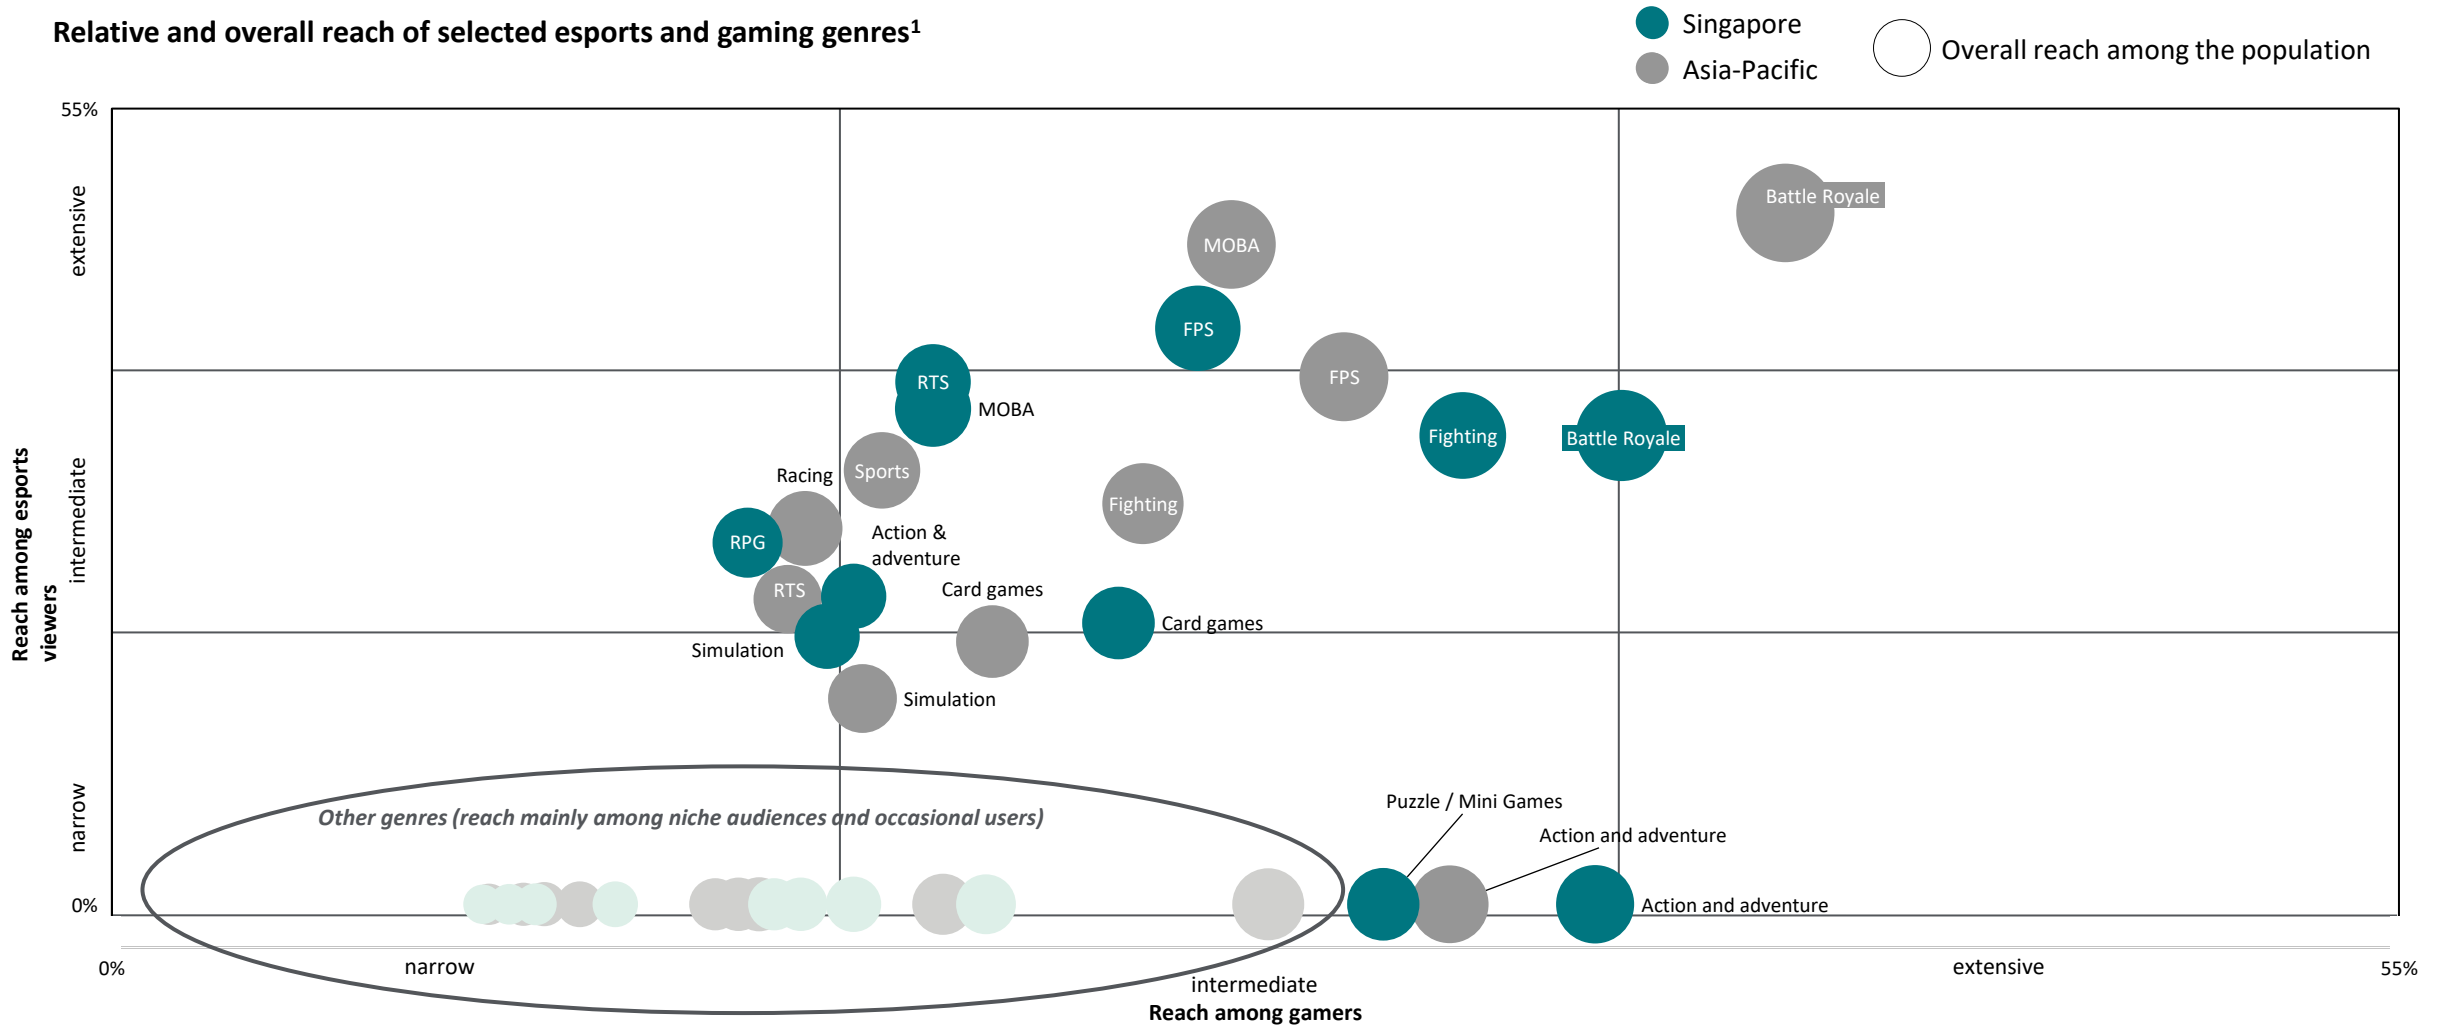 Relative and overall reach of selected esports and gaming genres¹
Singapore
Asia-Pacific
Overall reach among the population
55%
extensive
intermediate
narrow
0%
Reach among esports
viewers
Battle Royale
MOBA
FPS
FPS
RTS
MOBA
Fighting
Battle Royale
Sports
Racing
Fighting
RPG
Action &
adventure
RTS
Card games
Card games
Simulation
Simulation
Other genres (reach mainly among niche audiences and occasional users)
Puzzle / Mini Games
Action and adventure
Action and adventure
0%
narrow
intermediate
extensive
55%
Reach among gamers